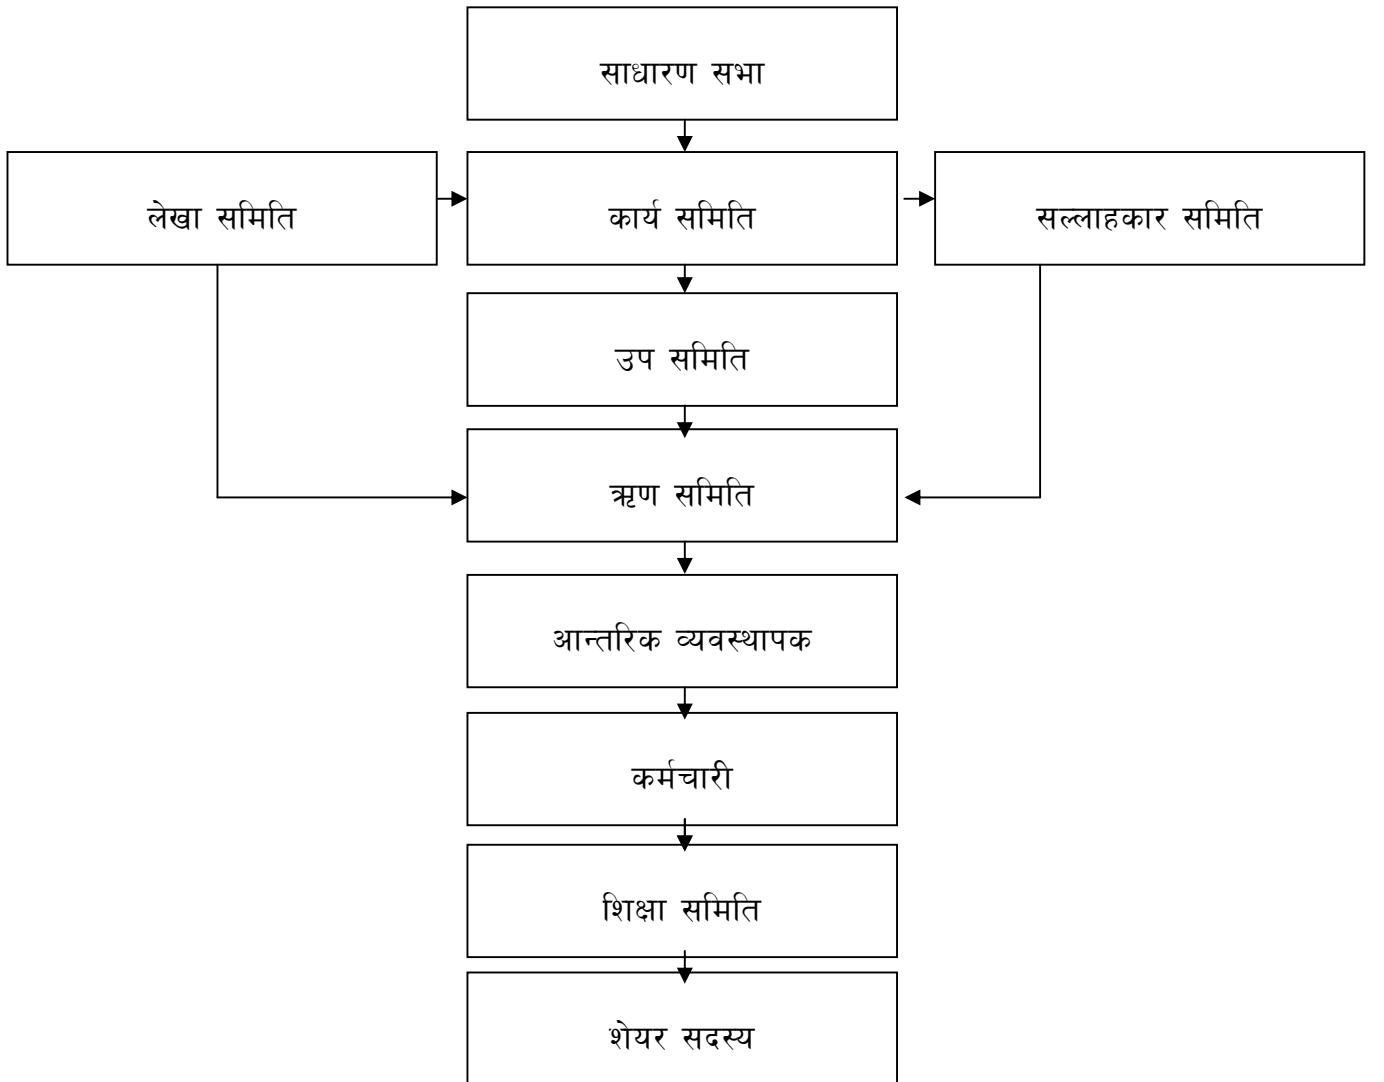 साधारण सभा
लेखा समिति
कार्य समिति
सल्लाहकार समिति
उप समिति
ऋण समिति
आन्तरिक व्यवस्थापक
कर्मचारी
शिक्षा समिति
शेयर सदस्य